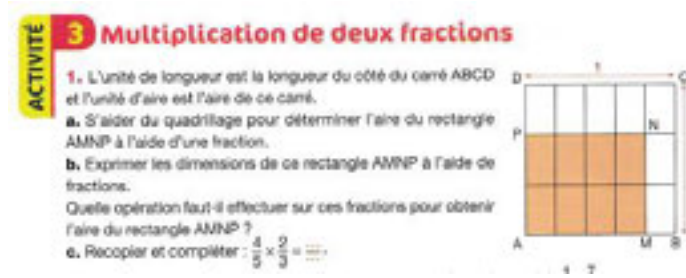 ACTIVITÉ
3 Multiplication de deux fractions
1. L'unité de longueur est la longueur du côté du carré ABCD
et l'unité d'aire est l'aire de ce carré.
a. S'aider du quadrillage pour déterminer l'aire du rectangle
AMNP à l'aide d'une fraction.
b. Exprimer les dimensions de ce rectangle AMNP à l'aide de
fractions.
Quelle opération faut-il effectuer sur ces fractions pour obtenir
l'aire du rectangle AMNP ?
c. Recopier et compléter : 4/5 × 2/3 = .....
D 1 C
P N
A M B
1 2